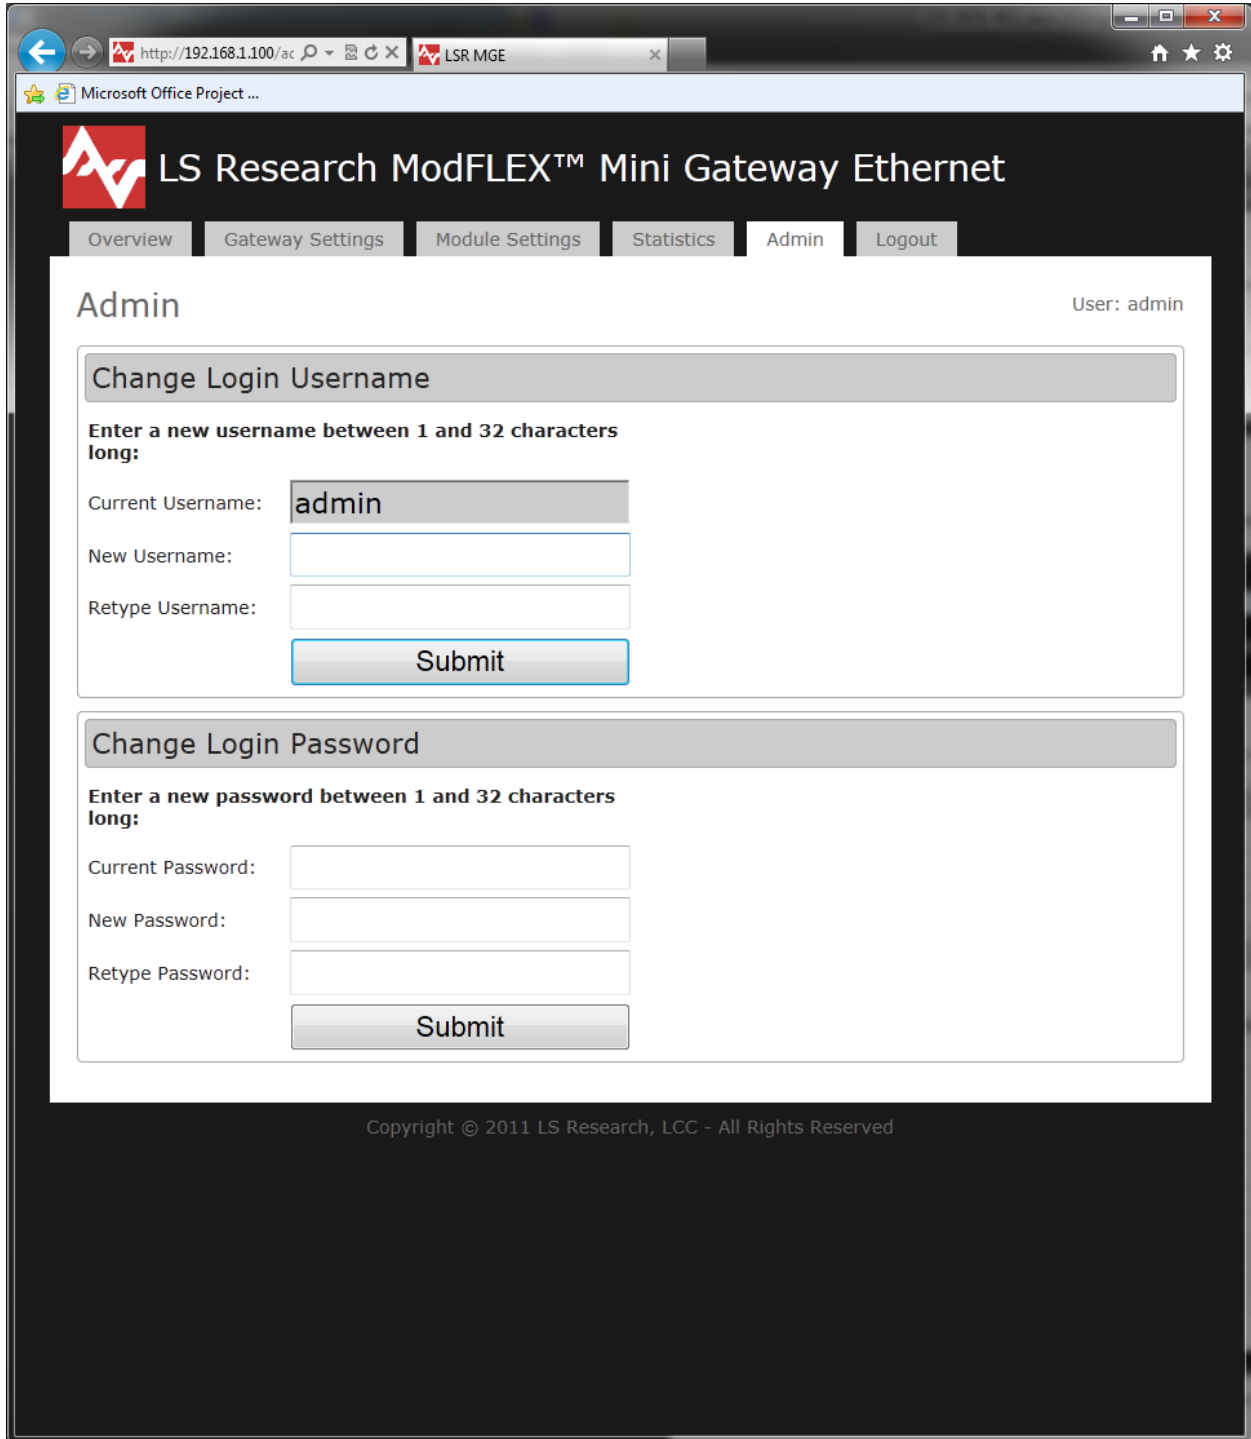 http://192.168.1.100/ac
LSR MGE
Microsoft Office Project ...
LS Research ModFLEX™ Mini Gateway Ethernet
Overview Gateway Settings Module Settings Statistics Admin Logout
Admin
User: admin
Change Login Username
Enter a new username between 1 and 32 characters
long:
Current Username: admin
New Username:
Retype Username:
Submit
Change Login Password
Enter a new password between 1 and 32 characters
long:
Current Password:
New Password:
Retype Password:
Submit
Copyright © 2011 LS Research, LCC - All Rights Reserved